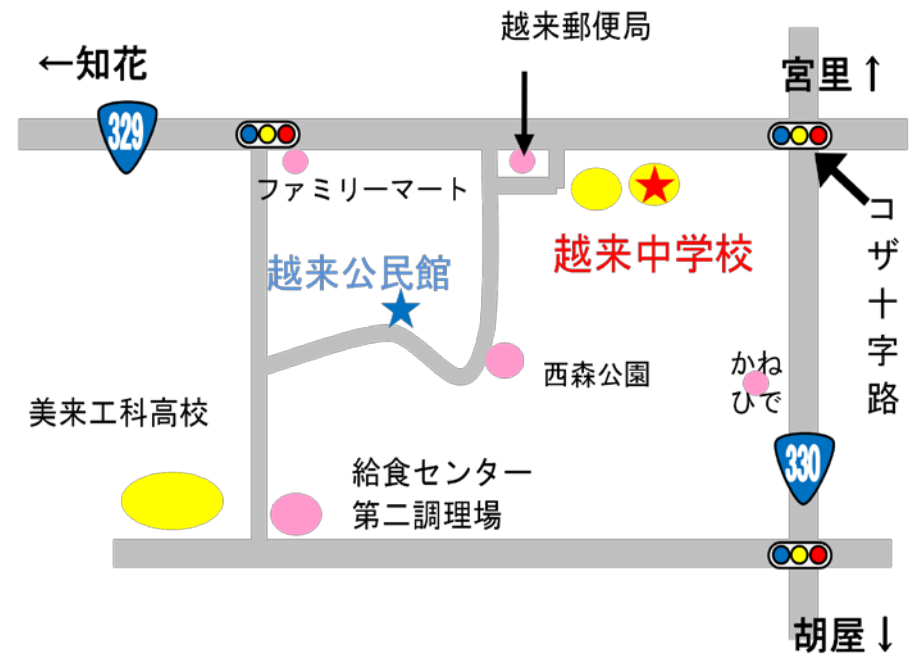 越来郵便局
←知花
宮里↑
329
ファミリーマート
コザ十字路
越来中学校
越来公民館
西森公園
かね
ひで
美来工科高校
330
給食センター
第二調理場
胡屋↓